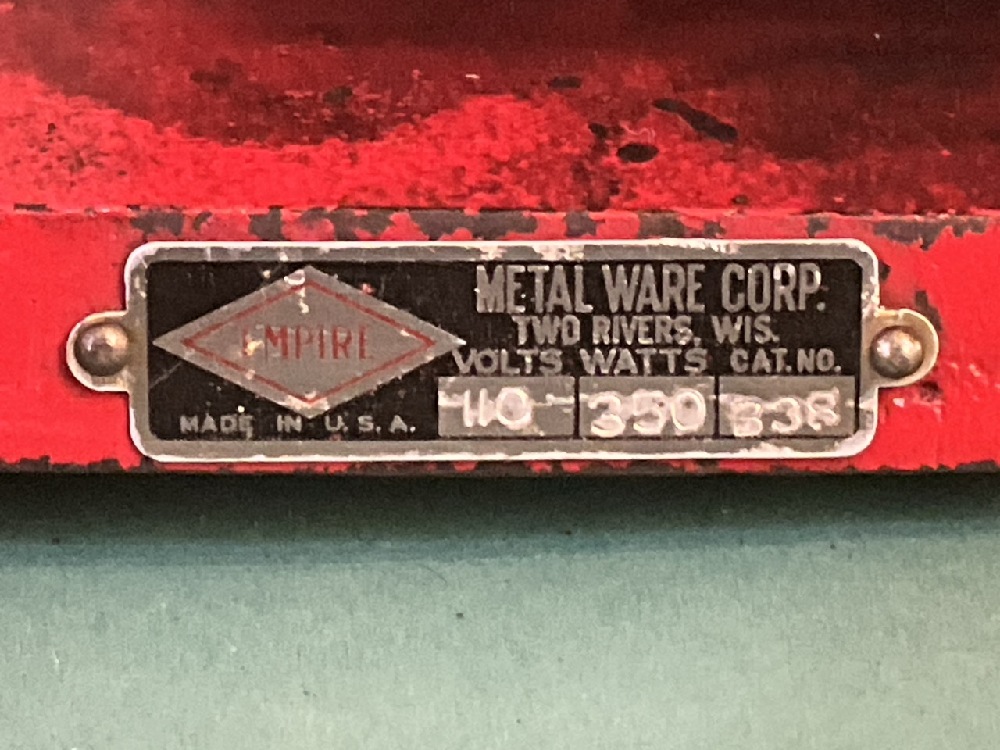 EMPIRE
MADE IN U.S.A.
METAL WARE CORP.
TWO RIVERS, WIS.
VOLTS WATTS CAT. NO.
110 350